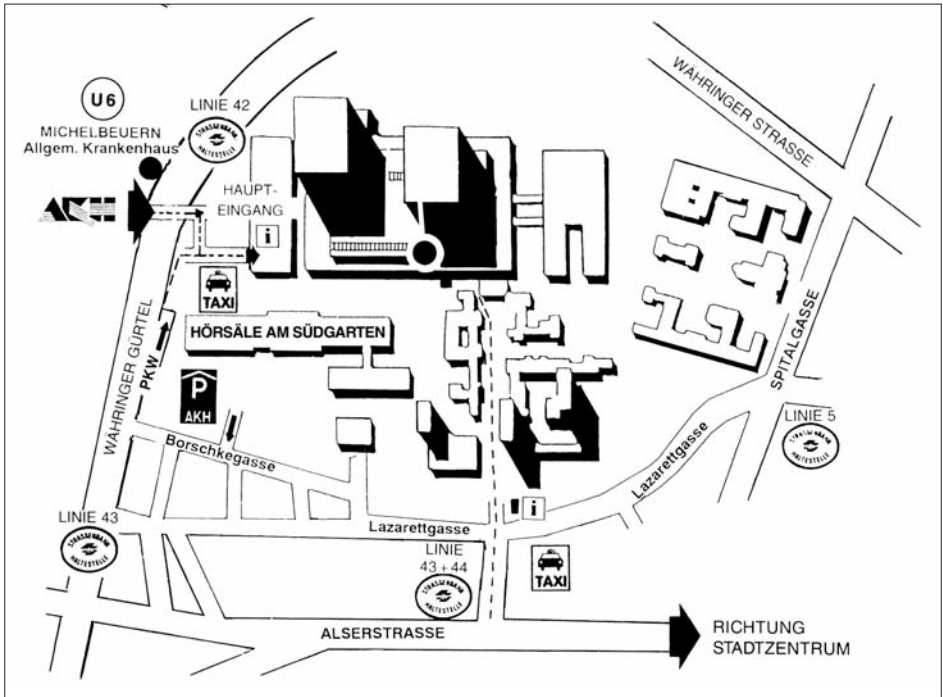 U6
MICHELBEUERN
Allgem. Krankenhaus
LINIE 42
STRASSENBAHN
HALTESTELLE
WÄHRINGER STRASSE
AKH
HAUPT-
EINGANG
i
TAXI
HÖRSÄLE AM SÜDGARTEN
WÄHRINGER GÜRTEL
PKW
P
AKH
Borschkegasse
SPITALGASSE
LINIE 5
STRASSENBAHN
HALTESTELLE
Lazarettgasse
i
LINIE 43
STRASSENBAHN
HALTESTELLE
Lazarettgasse
LINIE
43 + 44
STRASSENBAHN
HALTESTELLE
TAXI
ALSERSTRASSE
RICHTUNG
STADTZENTRUM